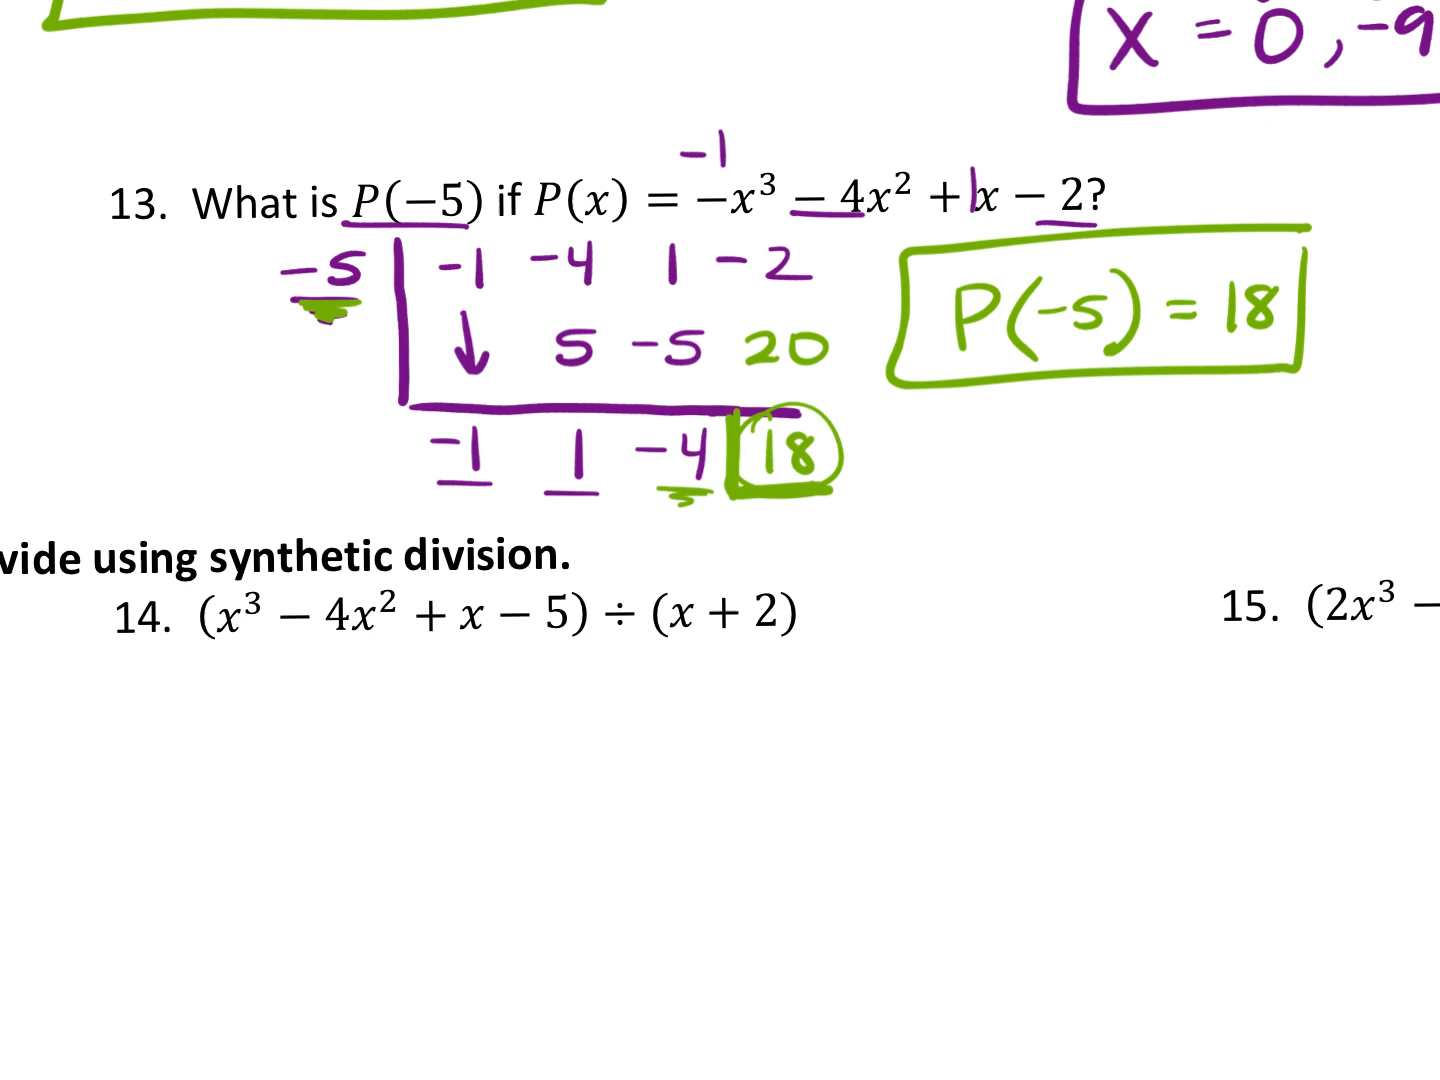 x = 0, -9
-1
13. What is P(−5) if P(x) = −x³ − 4x² + 1x − 2?
-5 -1 -4 1 -2
5 -5 20
-1 1 -4 18
P(-5) = 18
vide using synthetic division.
14. (x³ − 4x² + x − 5) ÷ (x + 2)
15. (2x³ −